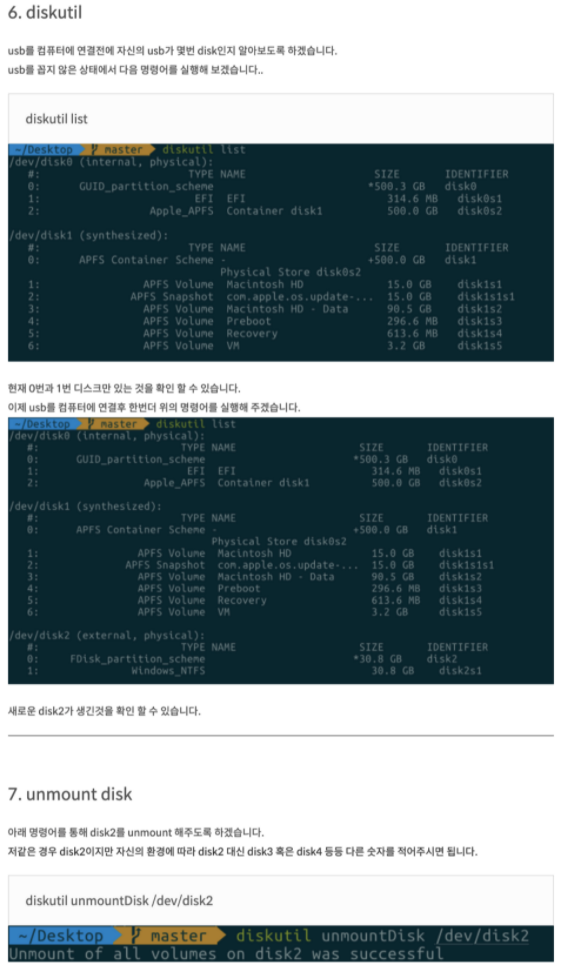 6. diskutil
usb를 컴퓨터에 연결전에 자신의 usb가 몇번 disk인지 알아보도록 하겠습니다.
usb를 꼽지 않은 상태에서 다음 명령어를 실행해 보겠습니다..
diskutil list
~/Desktop master diskutil list
/dev/disk0 (internal, physical):
#: TYPE NAME SIZE IDENTIFIER
0: GUID_partition_scheme *500.3 GB disk0
1: EFI EFI 314.6 MB disk0s1
2: Apple_APFS Container disk1 500.0 GB disk0s2
/dev/disk1 (synthesized):
#: TYPE NAME SIZE IDENTIFIER
0: APFS Container Scheme - +500.0 GB disk1
Physical Store disk0s2
1: APFS Volume Macintosh HD 15.0 GB disk1s1
2: APFS Snapshot com.apple.os.update-... 15.0 GB disk1s1s1
3: APFS Volume Macintosh HD - Data 90.5 GB disk1s2
4: APFS Volume Preboot 296.6 MB disk1s3
5: APFS Volume Recovery 613.6 MB disk1s4
6: APFS Volume VM 3.2 GB disk1s5
현재 0번과 1번 디스크만 있는 것을 확인 할 수 있습니다.
이제 usb를 컴퓨터에 연결후 한번더 위의 명령어를 실행해 주겠습니다.
~/Desktop master diskutil list
/dev/disk0 (internal, physical):
#: TYPE NAME SIZE IDENTIFIER
0: GUID_partition_scheme *500.3 GB disk0
1: EFI EFI 314.6 MB disk0s1
2: Apple_APFS Container disk1 500.0 GB disk0s2
/dev/disk1 (synthesized):
#: TYPE NAME SIZE IDENTIFIER
0: APFS Container Scheme - +500.0 GB disk1
Physical Store disk0s2
1: APFS Volume Macintosh HD 15.0 GB disk1s1
2: APFS Snapshot com.apple.os.update-... 15.0 GB disk1s1s1
3: APFS Volume Macintosh HD - Data 90.5 GB disk1s2
4: APFS Volume Preboot 296.6 MB disk1s3
5: APFS Volume Recovery 613.6 MB disk1s4
6: APFS Volume VM 3.2 GB disk1s5
/dev/disk2 (external, physical):
#: TYPE NAME SIZE IDENTIFIER
0: FDisk_partition_scheme *30.8 GB disk2
1: Windows_NTFS 30.8 GB disk2s1
새로운 disk2가 생긴것을 확인 할 수 있습니다.
7. unmount disk
아래 명령어를 통해 disk2를 unmount 해주도록 하겠습니다.
저같은 경우 disk2이지만 자신의 환경에 따라 disk2 대신 disk3 혹은 disk4 등등 다른 숫자를 적어주시면 됩니다.
diskutil unmountDisk /dev/disk2
~/Desktop master diskutil unmountDisk /dev/disk2
Unmount of all volumes on disk2 was successful